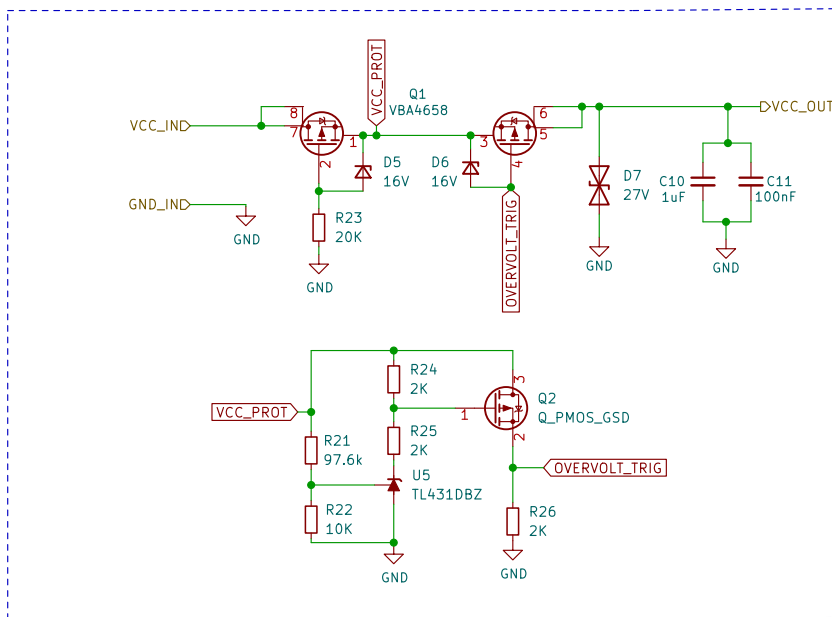 VCC_PROT
Q1
VBA4658
8
7
1
2
6
5
3
4
VCC_IN
VCC_OUT
D5
16V
D6
16V
D7
27V
C10
1uF
C11
100nF
GND_IN
GND
R23
20K
GND
OVERVOLT_TRIG
GND
GND
R24
2K
3
Q2
Q_PMOS_GSD
1
2
VCC_PROT
R21
97.6k
R25
2K
U5
TL431DBZ
OVERVOLT_TRIG
R22
10K
R26
2K
GND
GND